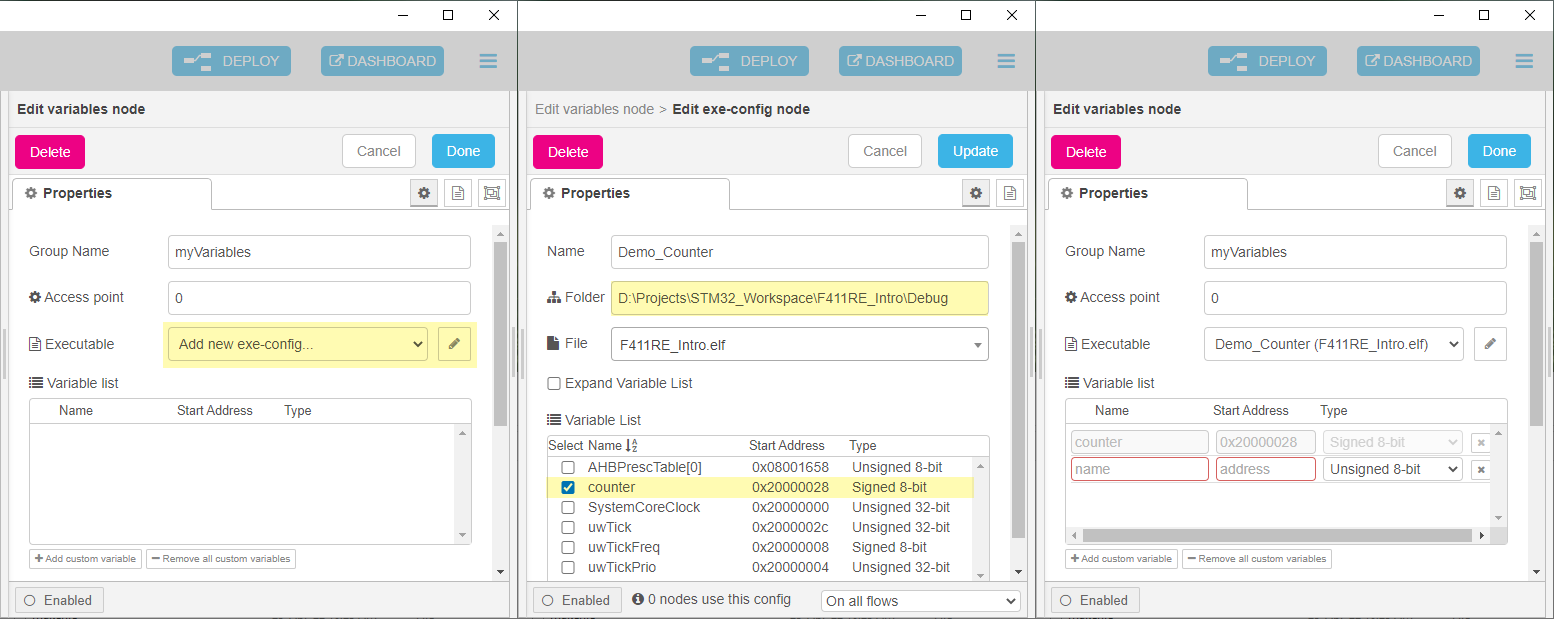 DEPLOY DASHBOARD
Edit variables node
Delete Cancel Done
Properties
Group Name myVariables
Access point 0
Executable Add new exe-config...
Variable list
Name Start Address Type
Add custom variable Remove all custom variables
Enabled
DEPLOY DASHBOARD
Edit variables node > Edit exe-config node
Delete Cancel Update
Properties
Name Demo_Counter
Folder D:\Projects\STM32_Workspace\F411RE_Intro\Debug
File F411RE_Intro.elf
Expand Variable List
Variable List
Select Name Start Address Type
AHBPrescTable[0] 0x08001658 Unsigned 8-bit
counter 0x20000028 Signed 8-bit
SystemCoreClock 0x20000000 Unsigned 32-bit
uwTick 0x2000002c Unsigned 32-bit
uwTickFreq 0x20000008 Signed 8-bit
uwTickPrio 0x20000004 Unsigned 32-bit
Enabled 0 nodes use this config On all flows
DEPLOY DASHBOARD
Edit variables node
Delete Cancel Done
Properties
Group Name myVariables
Access point 0
Executable Demo_Counter (F411RE_Intro.elf)
Variable list
Name Start Address Type
counter 0x20000028 Signed 8-bit
name address Unsigned 8-bit
Add custom variable Remove all custom variables
Enabled